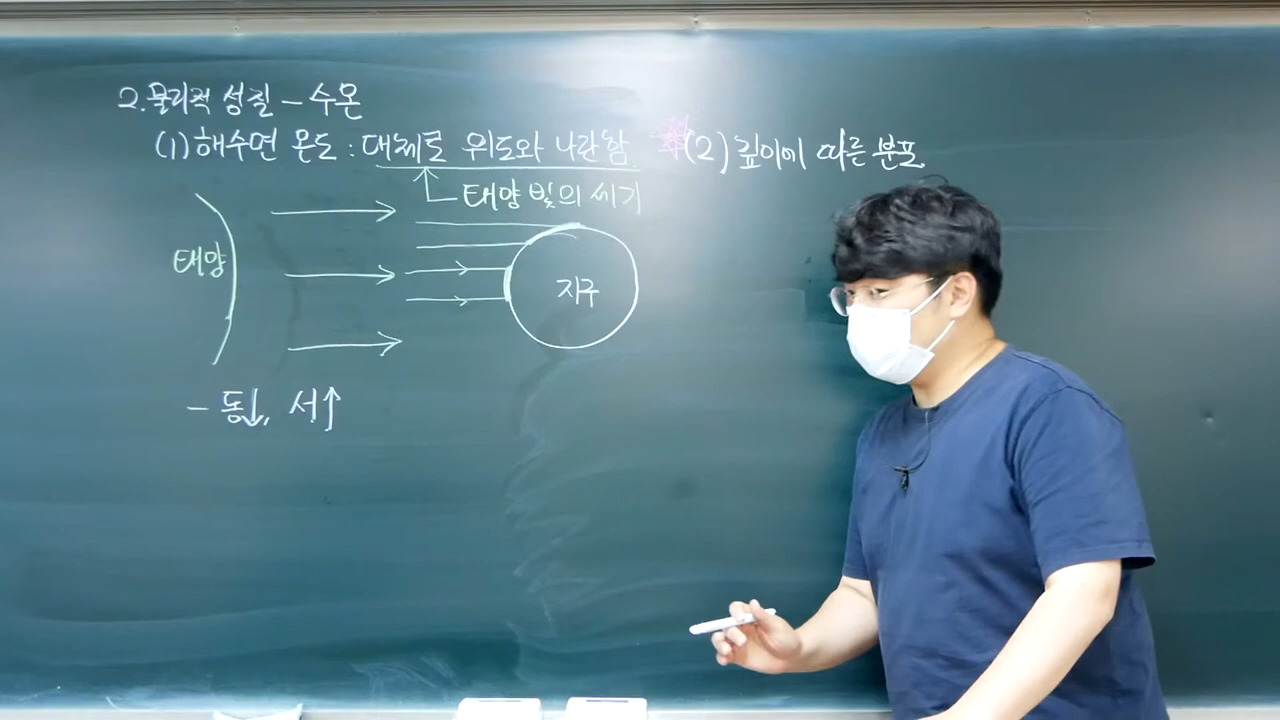 2. 물리적 성질 - 수온
(1) 해수면 온도 : 대체로 위도와 나란함
태양 빛의 세기
태양
지구
- 동↓, 서↑
(2) 깊이에 따른 분포